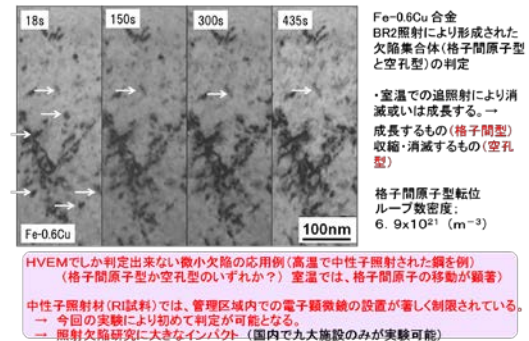 18s
150s
300s
435s
Fe-0.6Cu
100nm
Fe-0.6Cu 合金
BR2照射により形成された
欠陥集合体(格子間原子型
と空孔型)の判定
・室温での追照射により消
滅或いは成長する。→
成長するもの(格子間型)
収縮・消滅するもの(空孔
型)
格子間原子型転位
ループ数密度;
6.9x10²¹ (m⁻³)
HVEMでしか判定出来ない微小欠陥の応用例(高温で中性子照射された鋼を例)
(格子間原子型か空孔型のいずれか?) 室温では、格子間原子の移動が顕著)
中性子照射材(RI試料)では、管理区域内での電子顕微鏡の設置が著しく制限されている。
→ 今回の実験により初めて判定が可能となる。
→ 照射欠陥研究に大きなインパクト (国内で九大施設のみが実験可能)